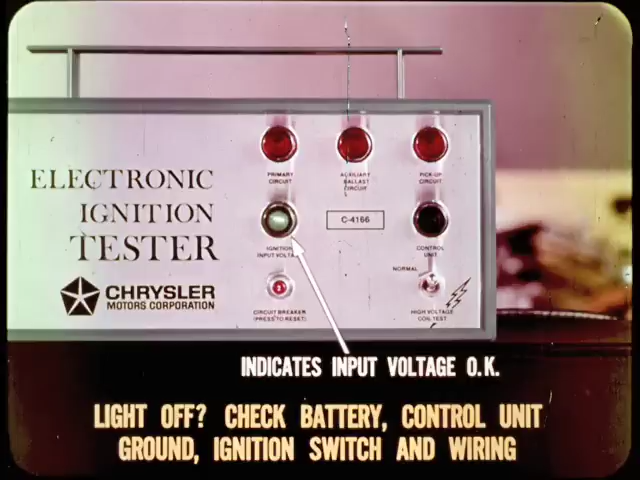 PRIMARY
CIRCUIT
AUXILIARY
BALLAST
CIRCUIT
PICK-UP
CIRCUIT
ELECTRONIC
IGNITION
TESTER
C-4166
IGNITION
INPUT VOLTAGE
CONTROL
UNIT
NORMAL
CHRYSLER
MOTORS CORPORATION
CIRCUIT BREAKER
(PRESS TO RESET)
HIGH VOLTAGE
COIL TEST
INDICATES INPUT VOLTAGE O.K.
LIGHT OFF? CHECK BATTERY, CONTROL UNIT
GROUND, IGNITION SWITCH AND WIRING